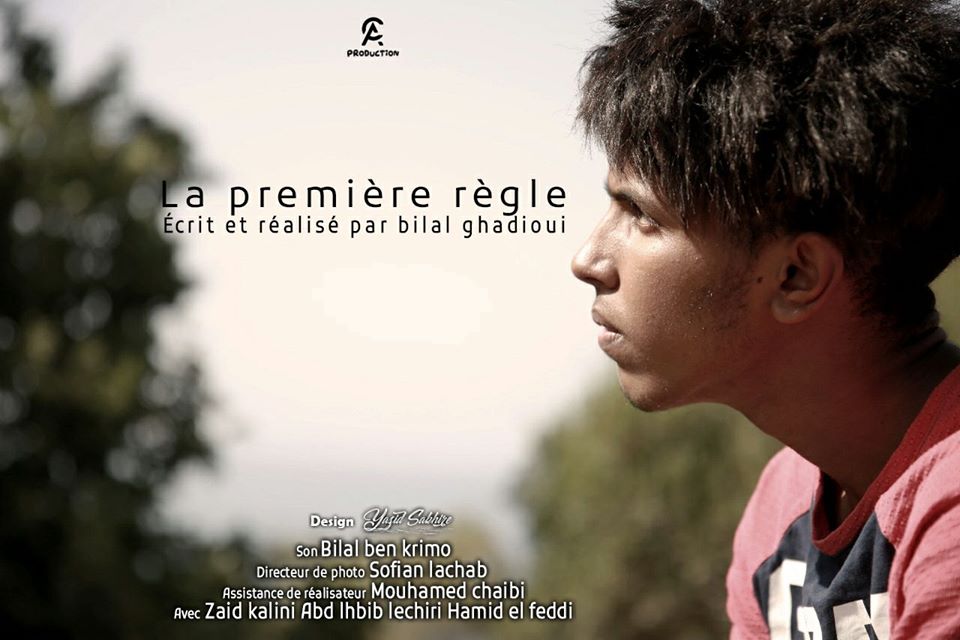 PRODUCTION
La première règle
Écrit et réalisé par bilal ghadioui
Design Yazid Sabhire
Son Bilal ben krimo
Directeur de photo Sofian lachab
Assistance de réalisateur Mouhamed chaibi
Avec Zaid kalini Abd lhbib lechiri Hamid el feddi